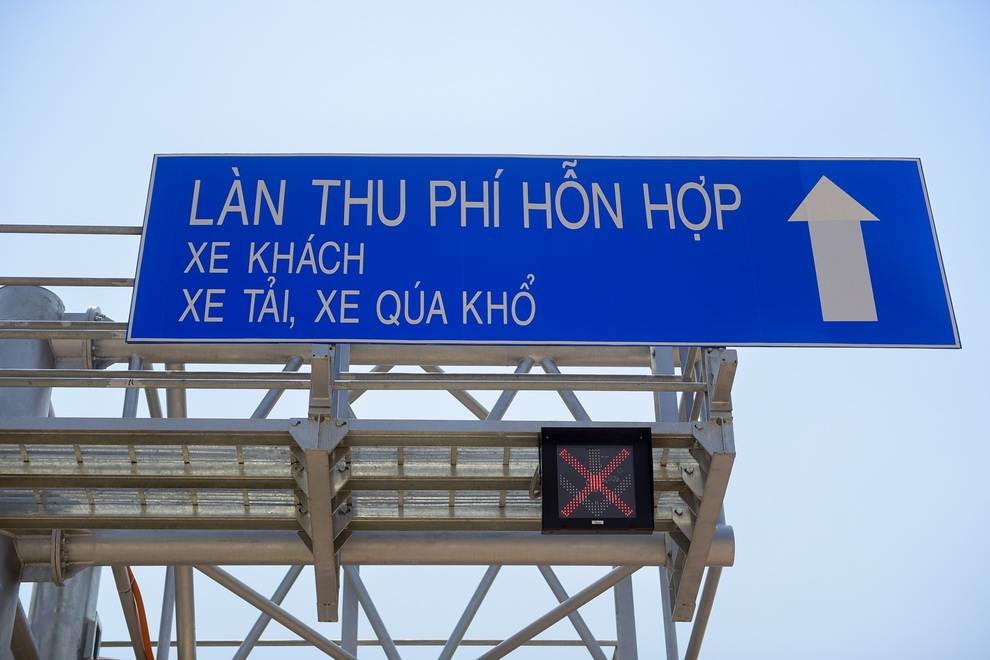 LÀN THU PHÍ HỖN HỢP
XE KHÁCH
XE TẢI, XE QÚA KHỔ